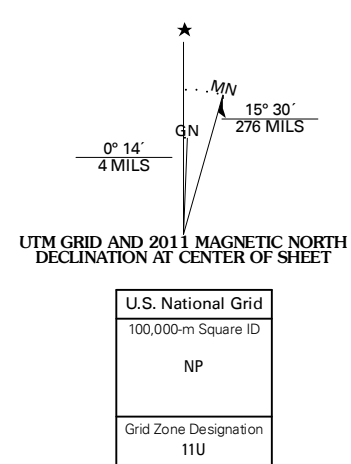 ★
MN
15° 30´
276 MILS
GN
0° 14´
4 MILS
UTM GRID AND 2011 MAGNETIC NORTH
DECLINATION AT CENTER OF SHEET
U.S. National Grid
100,000-m Square ID
NP
Grid Zone Designation
11U